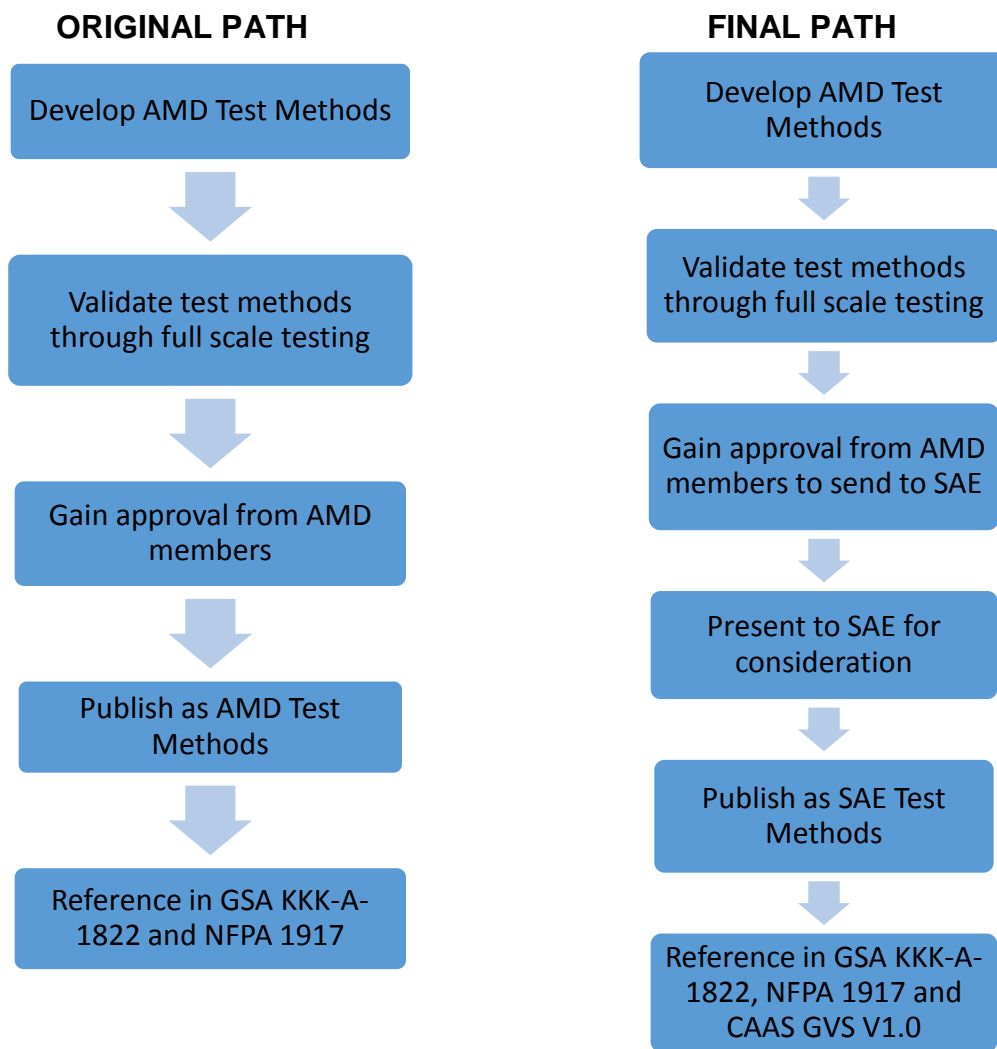 ORIGINAL PATH
Develop AMD Test Methods
Validate test methods
through full scale testing
Gain approval from AMD
members
Publish as AMD Test
Methods
Reference in GSA KKK-A-
1822 and NFPA 1917
FINAL PATH
Develop AMD Test
Methods
Validate test methods
through full scale testing
Gain approval from AMD
members to send to SAE
Present to SAE for
consideration
Publish as SAE Test
Methods
Reference in GSA KKK-A-
1822, NFPA 1917 and
CAAS GVS V1.0